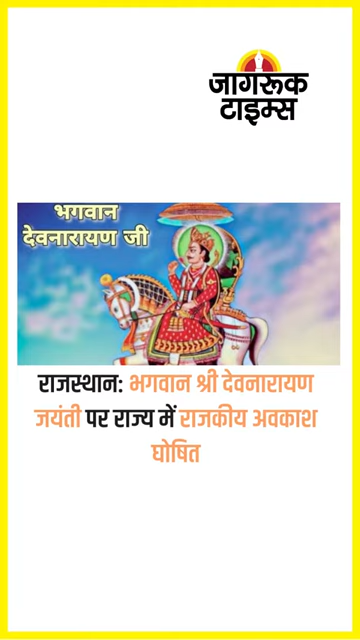 जागरूक
टाइम्स
भगवान
देवनारायण जी
राजस्थान: भगवान श्री देवनारायण
जयंती पर राज्य में राजकीय अवकाश
घोषित